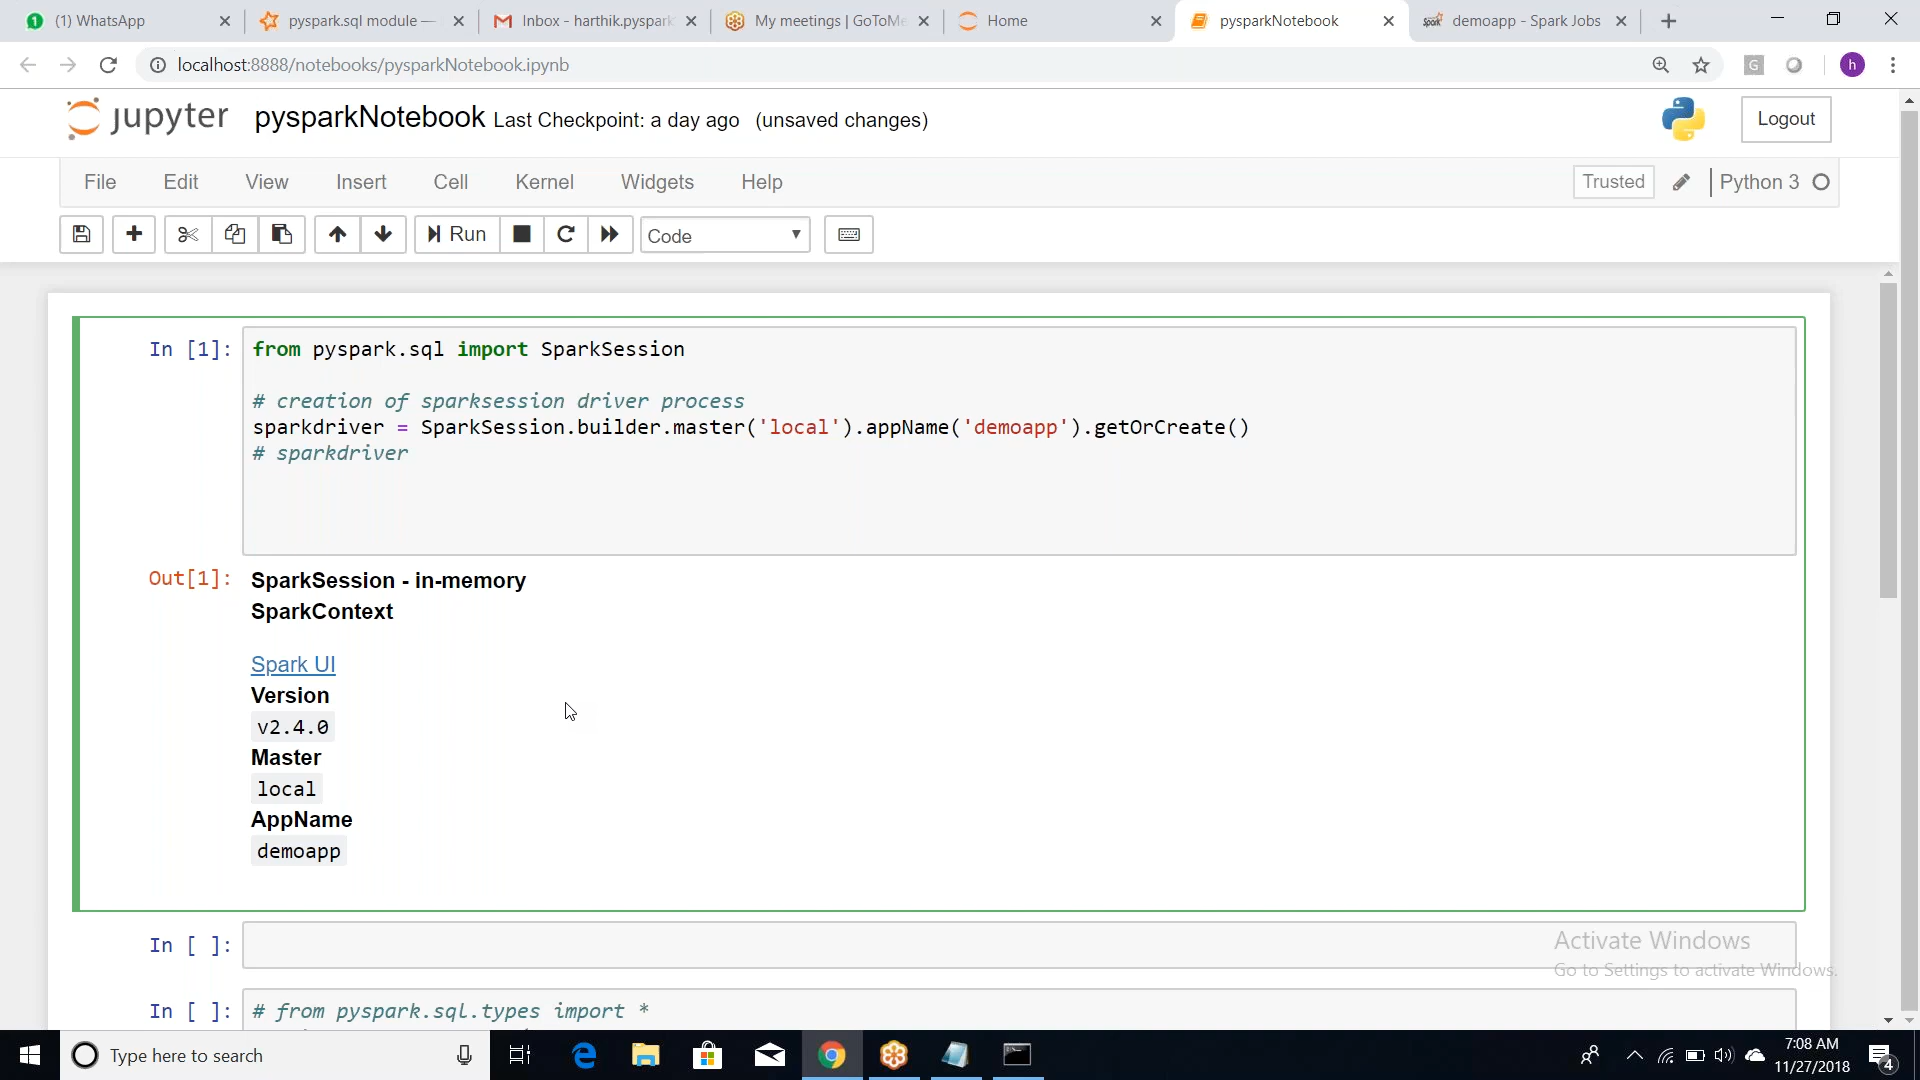 (1) WhatsApp
pyspark.sql module —
Inbox - harthik.pyspark
My meetings | GoToMe
Home
pysparkNotebook
demoapp - Spark Jobs
localhost:8888/notebooks/pysparkNotebook.ipynb
G
h
jupyter pysparkNotebook Last Checkpoint: a day ago (unsaved changes)
Logout
File Edit View Insert Cell Kernel Widgets Help
Trusted
Python 3
Run
Code
In [1]: from pyspark.sql import SparkSession
# creation of sparksession driver process
sparkdriver = SparkSession.builder.master('local').appName('demoapp').getOrCreate()
# sparkdriver
Out[1]: SparkSession - in-memory
SparkContext
Spark UI
Version
v2.4.0
Master
local
AppName
demoapp
In [ ]:
Activate Windows
Go to Settings to activate Windows.
In [ ]: # from pyspark.sql.types import *
Type here to search
7:08 AM
11/27/2018
4